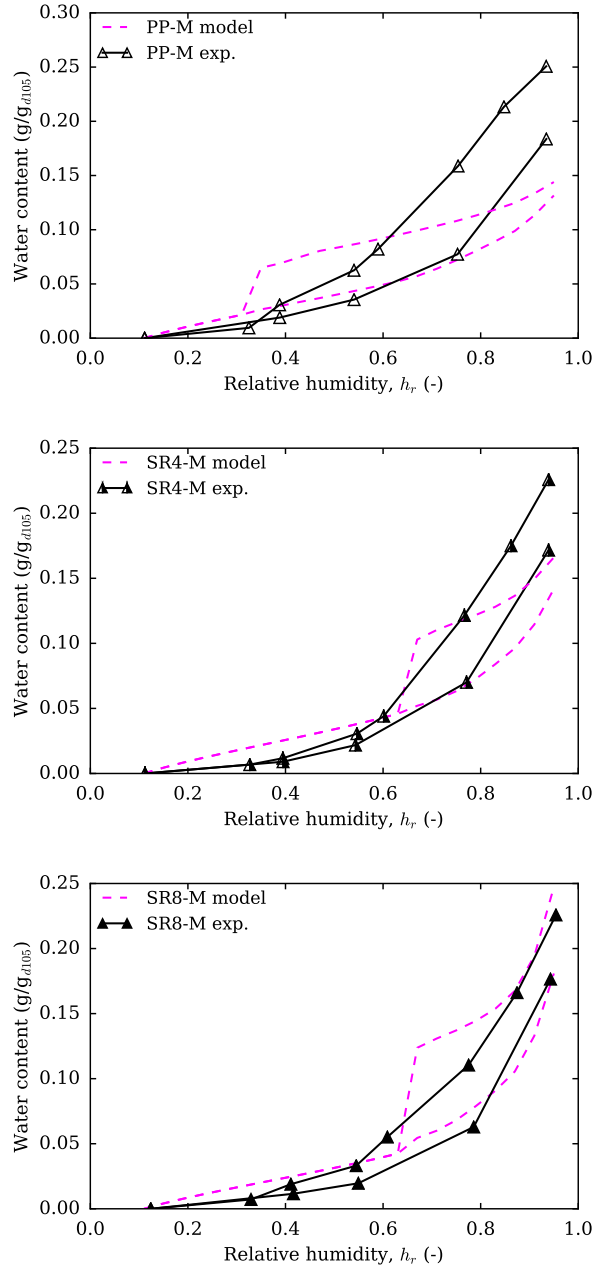 0.30
PP-M model
PP-M exp.
0.25
0.20
0.15
0.10
0.05
0.00
Water content (g/g_{d105})
0.0 0.2 0.4 0.6 0.8 1.0
Relative humidity, h_r (-)
0.25
SR4-M model
SR4-M exp.
0.20
0.15
0.10
0.05
0.00
Water content (g/g_{d105})
0.0 0.2 0.4 0.6 0.8 1.0
Relative humidity, h_r (-)
0.25
SR8-M model
SR8-M exp.
0.20
0.15
0.10
0.05
0.00
Water content (g/g_{d105})
0.0 0.2 0.4 0.6 0.8 1.0
Relative humidity, h_r (-)